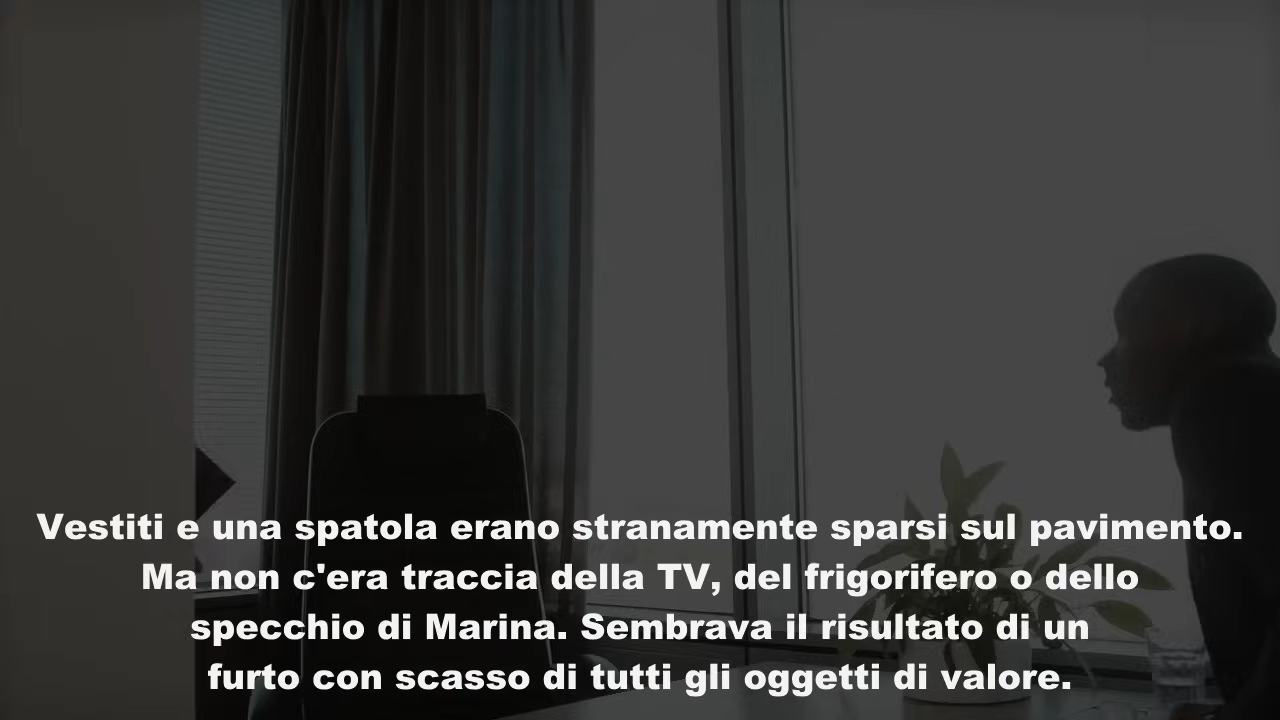 Vestiti e una spatola erano stranamente sparsi sul pavimento.
Ma non c'era traccia della TV, del frigorifero o dello
specchio di Marina. Sembrava il risultato di un
furto con scasso di tutti gli oggetti di valore.